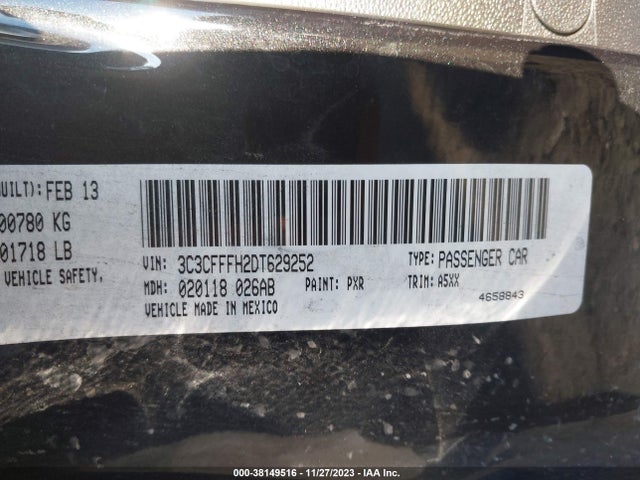 UILT): FEB 13
00780 KG
01718 LB
VEHICLE SAFETY,
VIN: 3C3CFFFH2DT629252 TYPE: PASSENGER CAR
MDH: 020118 026AB PAINT: PXR TRIM: A5XX
VEHICLE MADE IN MEXICO 4658843
000-38149516 - 11/27/2023 - IAA Inc.